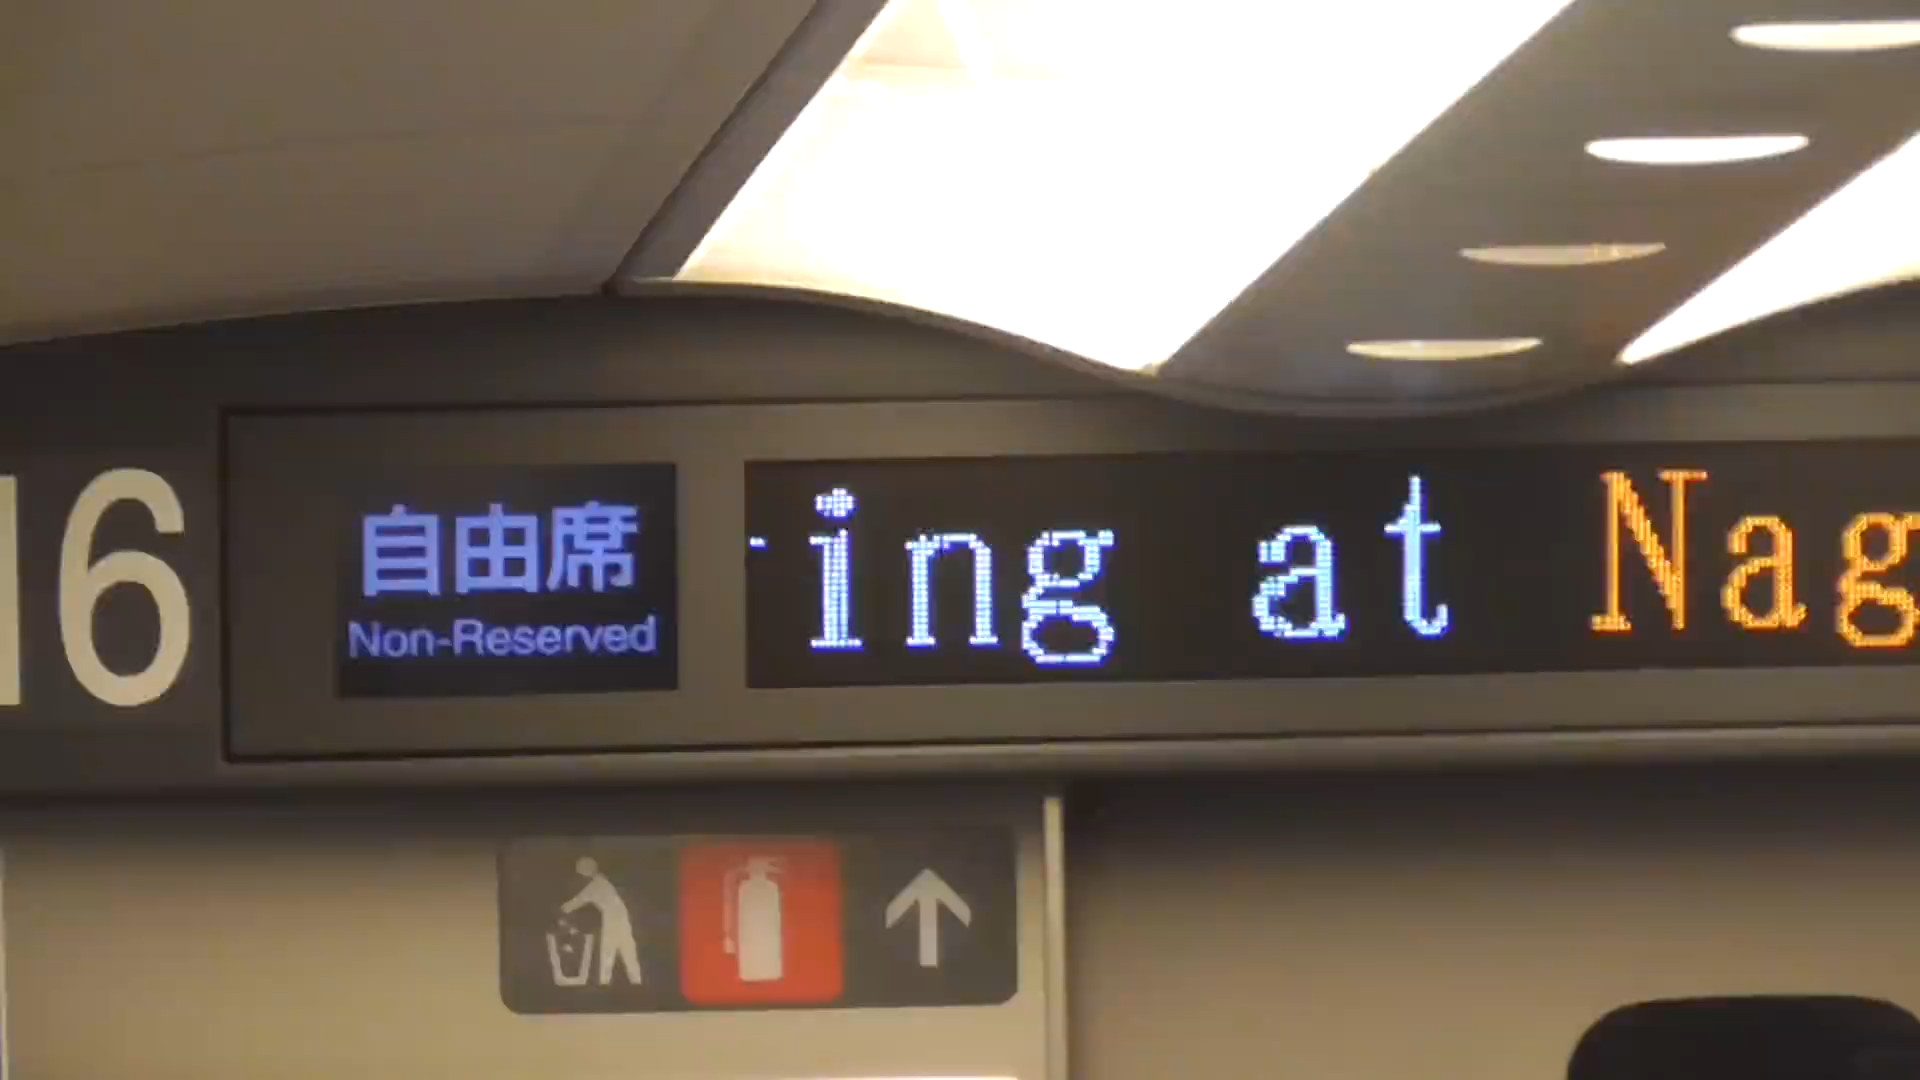 16
自由席
Non-Reserved
ing at Nag